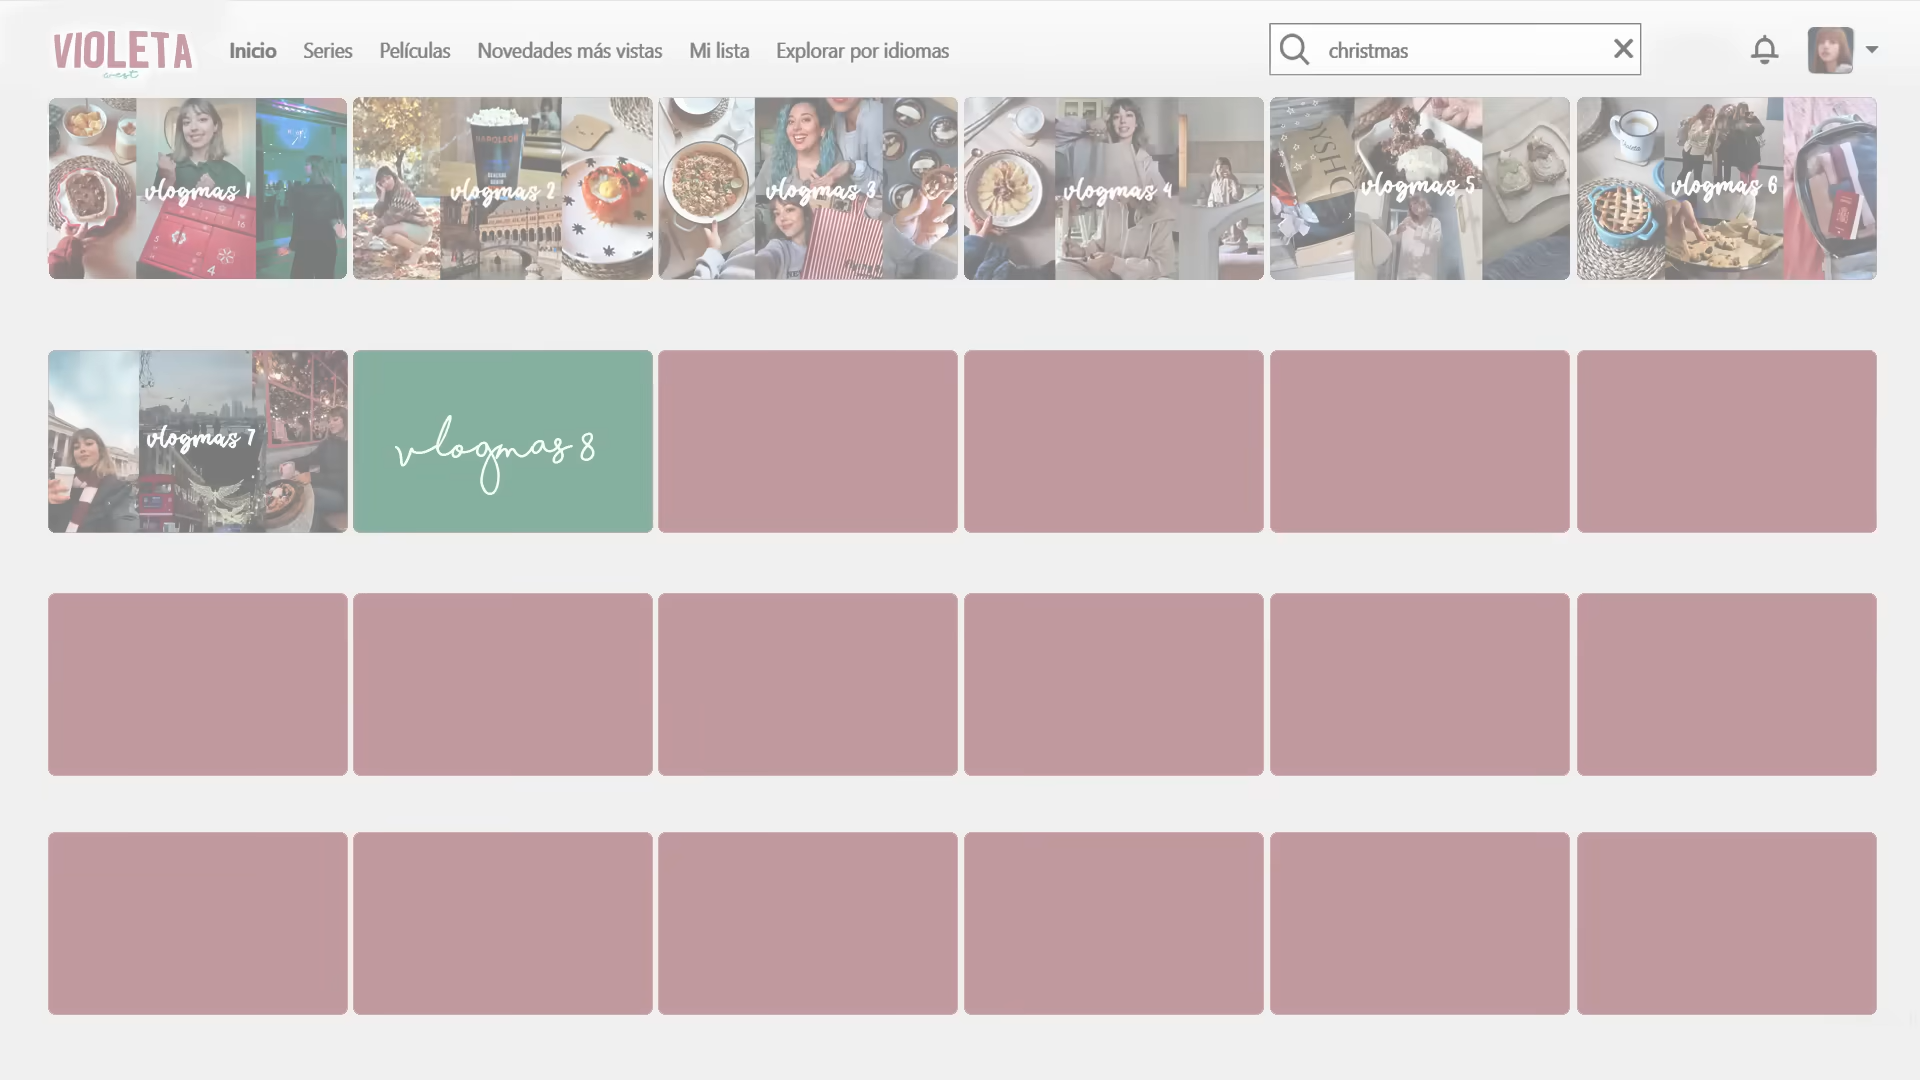 VIOLETA
Inicio Series Películas Novedades más vistas Mi lista Explorar por idiomas
christmas
vlogmas 1
vlogmas 2
vlogmas 3
vlogmas 4
vlogmas 5
vlogmas 6
NAPOLEON
vlogmas 7
vlogmas 8